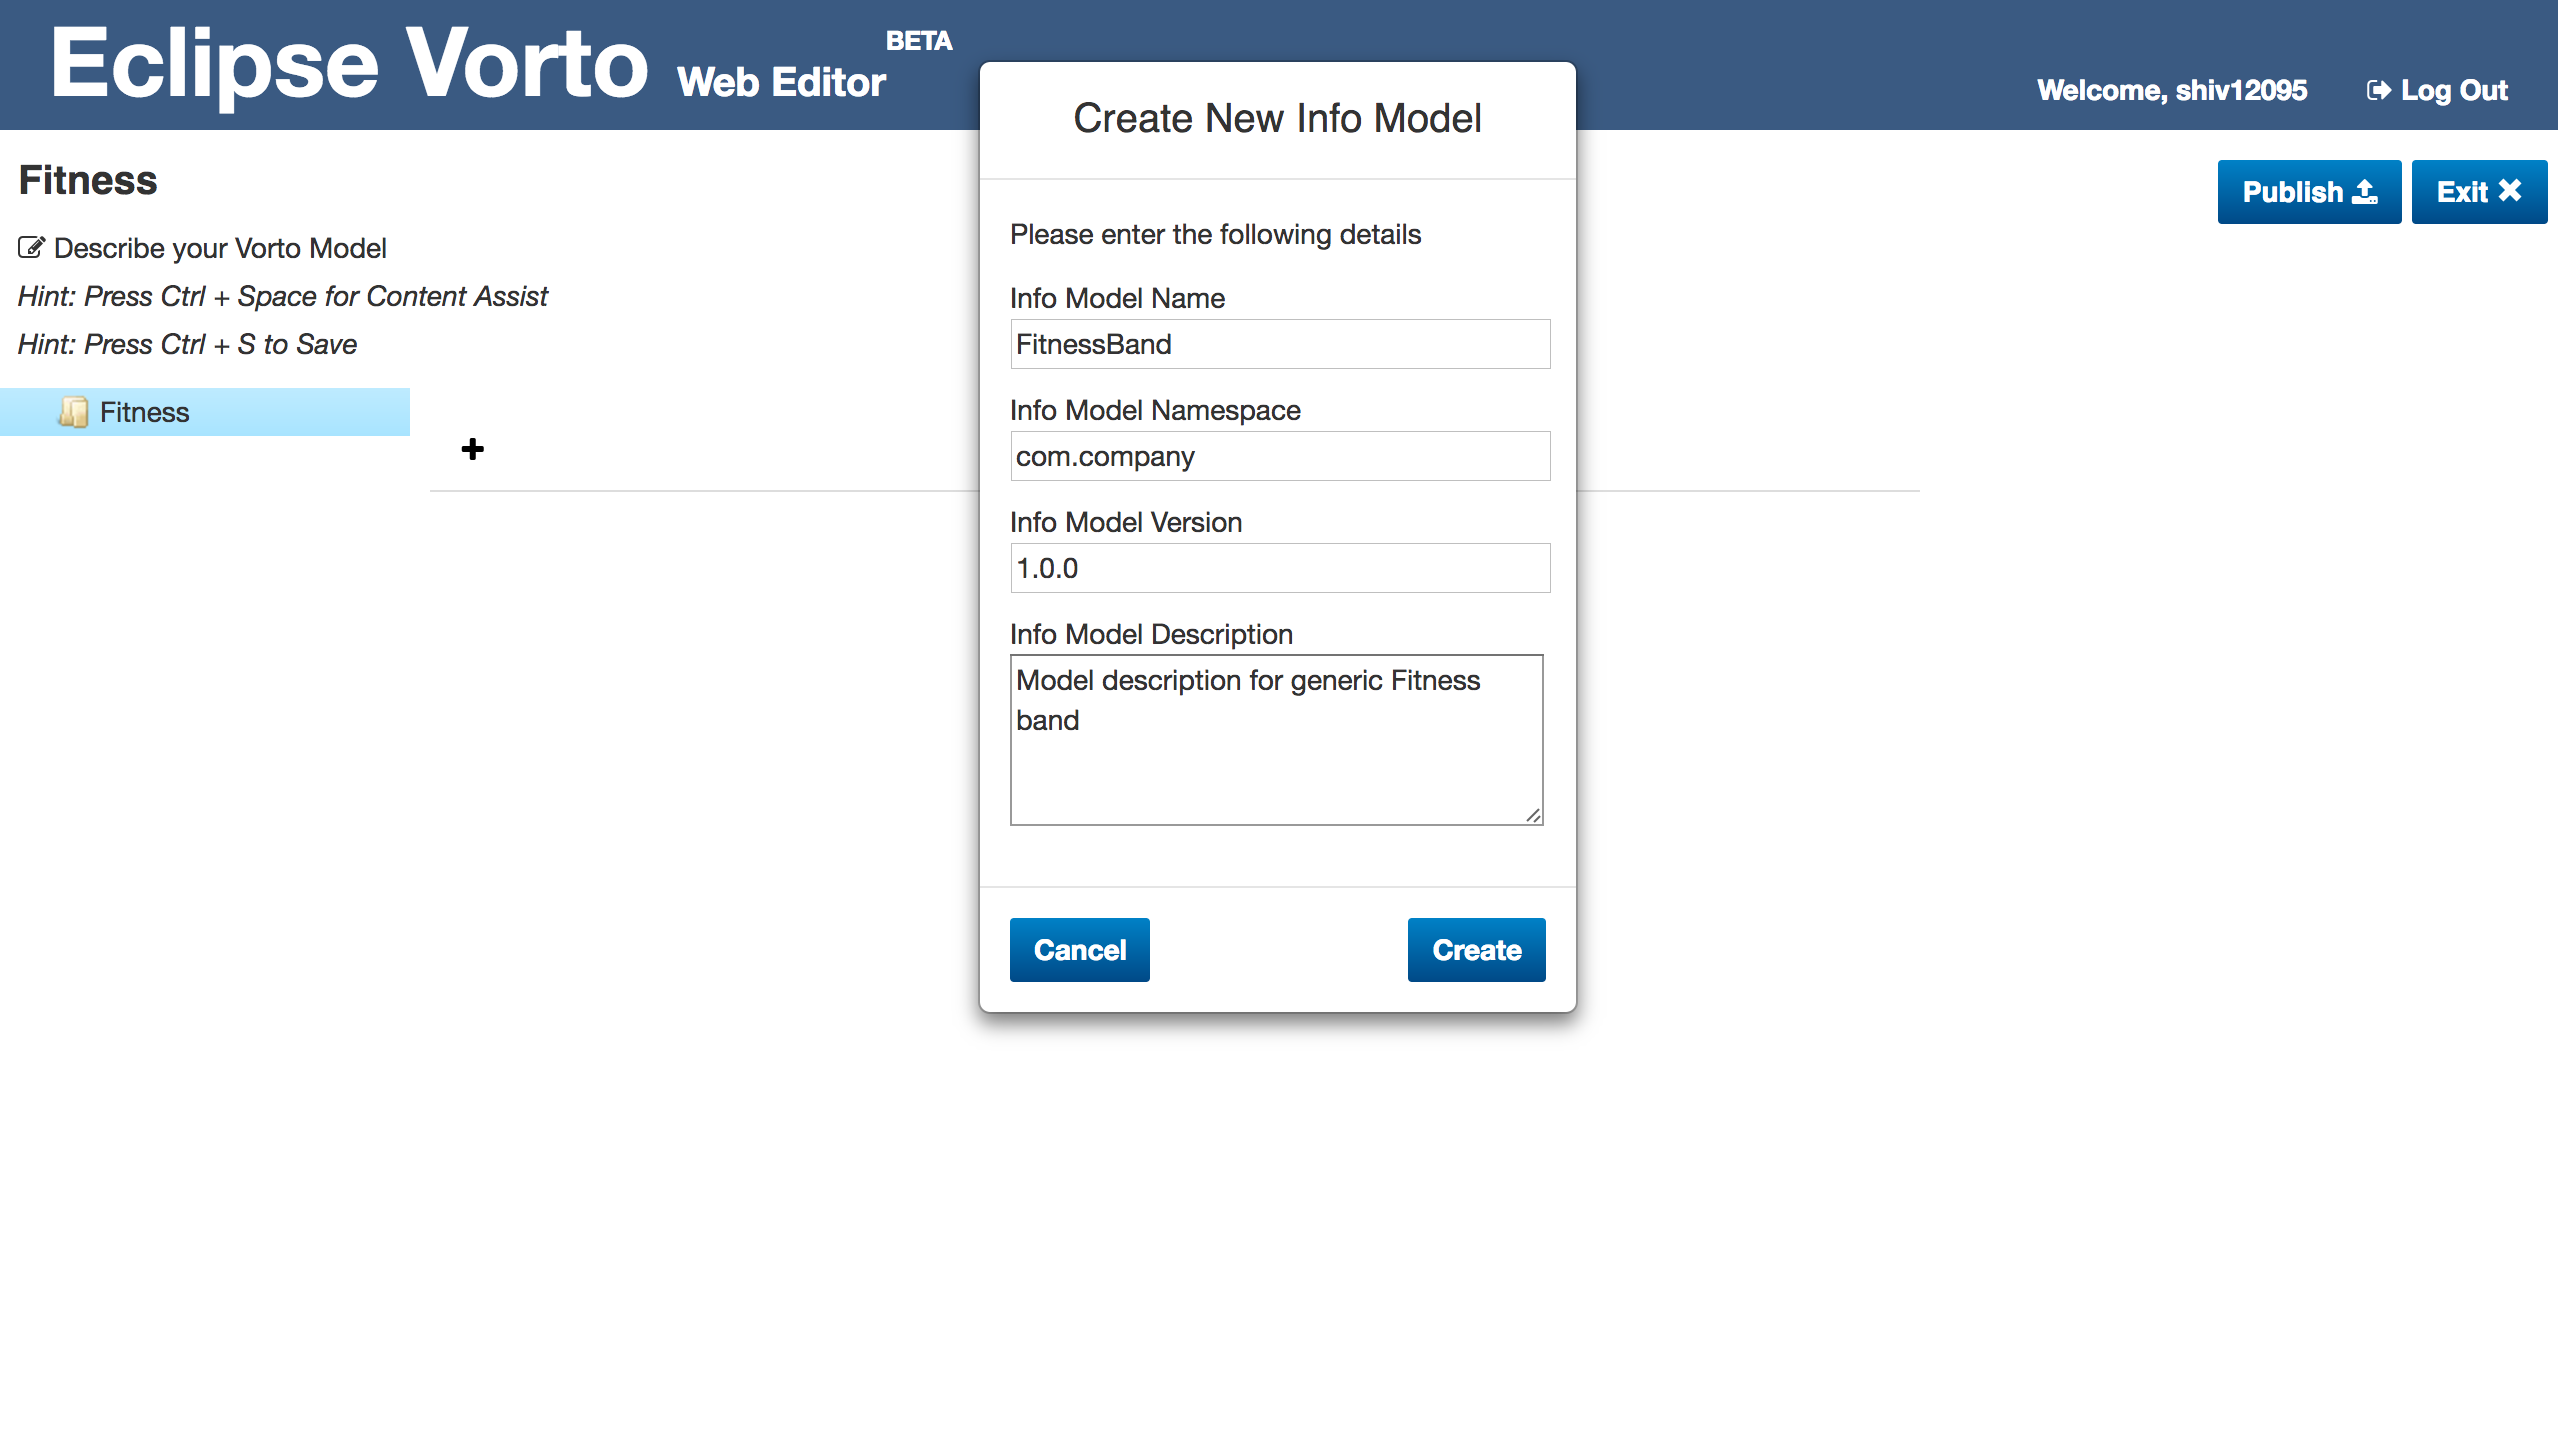 Eclipse Vorto Web Editor BETA
Welcome, shiv12095
Log Out
Fitness
Publish
Exit
Describe your Vorto Model
Hint: Press Ctrl + Space for Content Assist
Hint: Press Ctrl + S to Save
Fitness
Create New Info Model
Please enter the following details
Info Model Name
FitnessBand
Info Model Namespace
com.company
Info Model Version
1.0.0
Info Model Description
Model description for generic Fitness
band
Cancel
Create